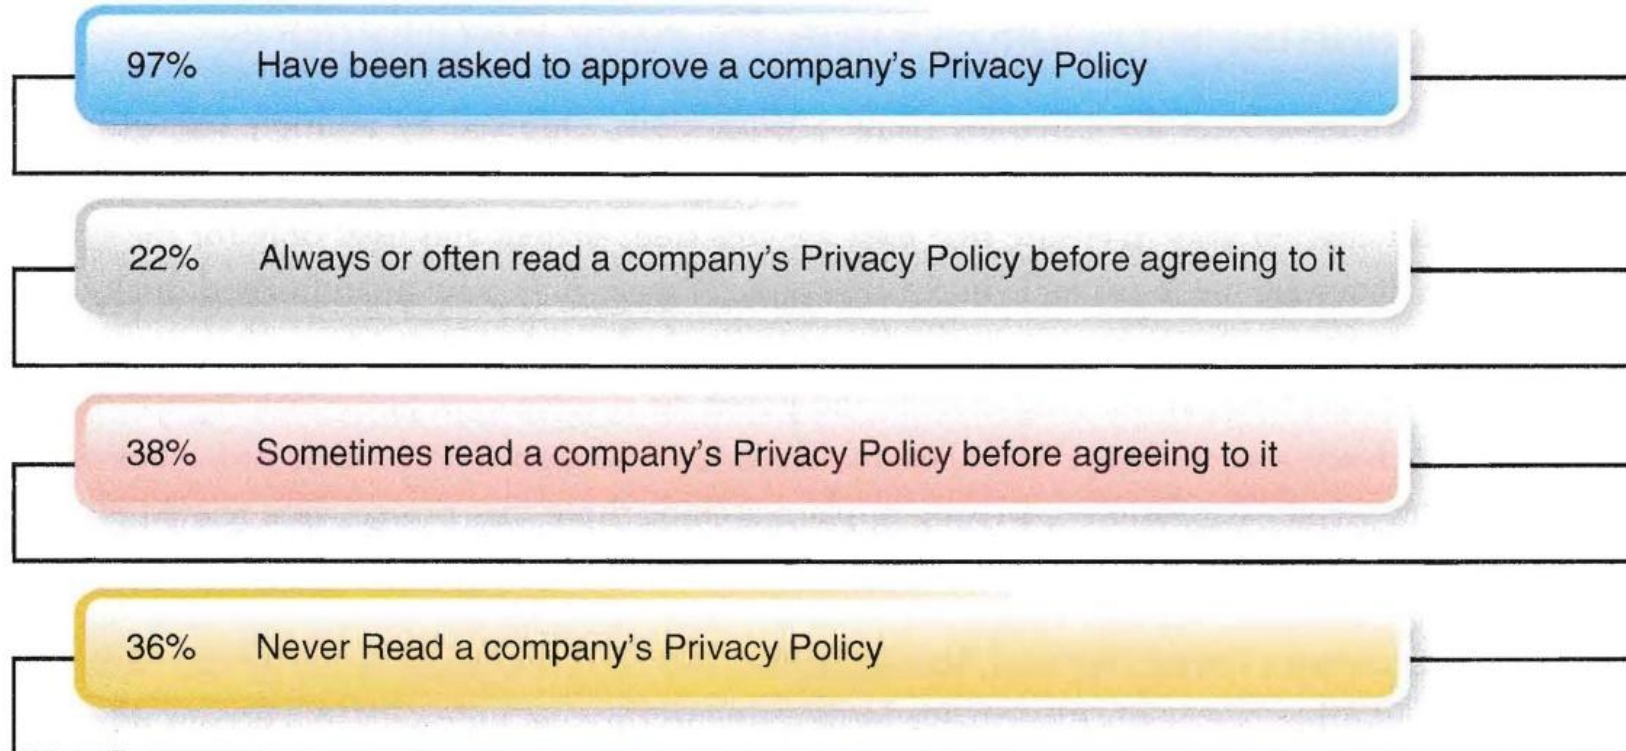 97% Have been asked to approve a company's Privacy Policy
22% Always or often read a company's Privacy Policy before agreeing to it
38% Sometimes read a company's Privacy Policy before agreeing to it
36% Never Read a company's Privacy Policy